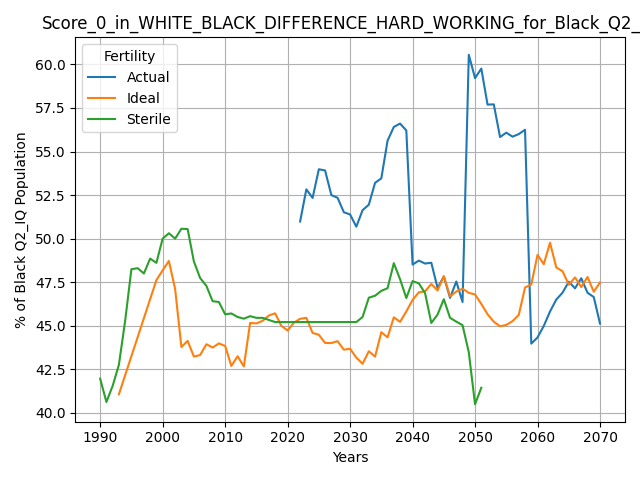 Score_0_in_WHITE_BLACK_DIFFERENCE_HARD_WORKING_for_Black_Q2_
Fertility
Actual
Ideal
Sterile
% of Black Q2_IQ Population
60.0
57.5
55.0
52.5
50.0
47.5
45.0
42.5
40.0
1990 2000 2010 2020 2030 2040 2050 2060 2070
Years